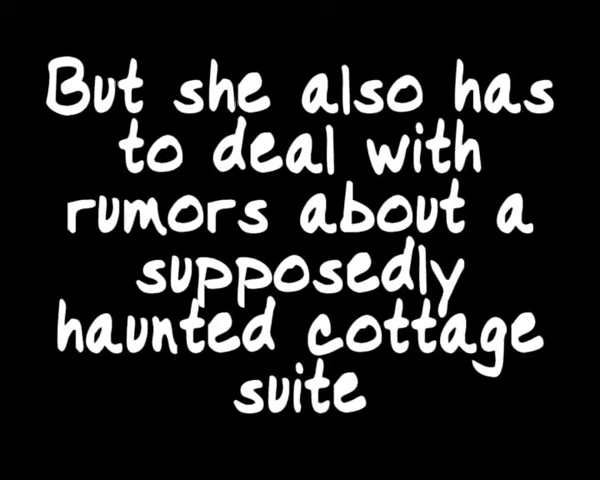 But she also has
to deal with
rumors about a
supposedly
haunted cottage
suite